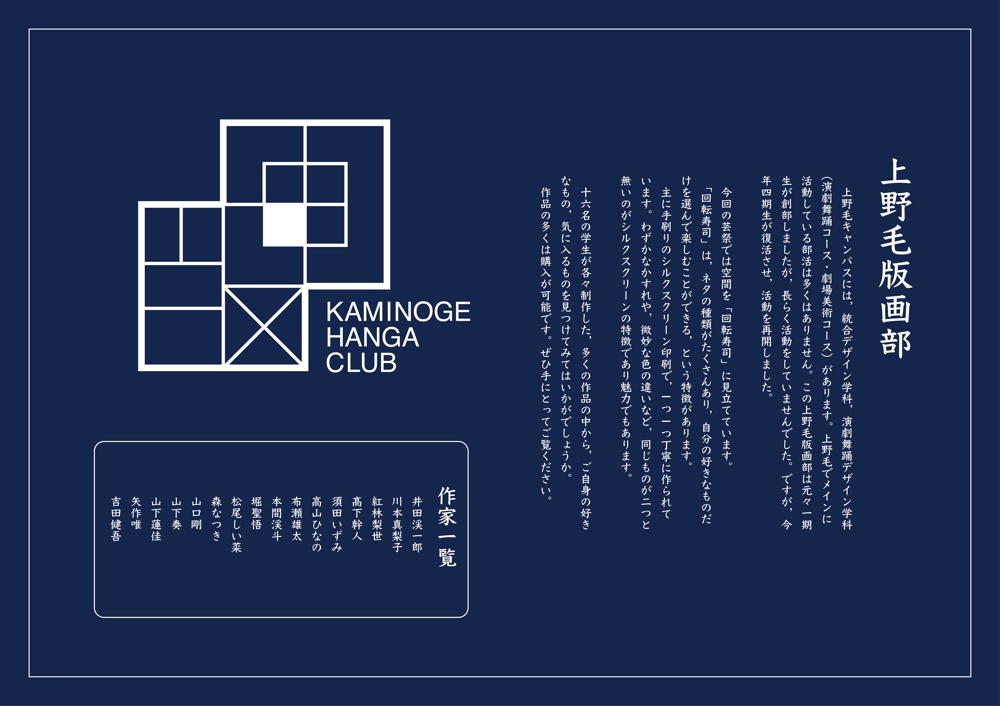 上野毛版画部
上野毛キャンパスには、統合デザイン学科、演劇舞踊デザイン学科
(演劇舞踊コース・劇場美術コース)があります。上野毛でメインに
活動している部活は多くはありません。この上野毛版画部は元々一期
生が創部しましたが、長らく活動をしていませんでした。ですが、今
年四期生が復活させ、活動を再開しました。
今回の芸祭では空間を「回転寿司」に見立てています。
「回転寿司」は、ネタの種類がたくさんあり、自分の好きなものだ
けを選んで楽しむことができる、という特徴があります。
主に手刷りのシルクスクリーン印刷で、一つ一つ丁寧に作られて
います。わずかなかすれや、微妙な色の違いなど、同じものが二つと
無いのがシルクスクリーンの特徴であり魅力でもあります。
十六名の学生が各々制作した、多くの作品の中から、ご自身の好き
なもの、気に入るものを見つけてみてはいかがでしょうか。
作品の多くは購入が可能です。ぜひ手にとってご覧ください。
KAMINOGE
HANGA
CLUB
作家一覧
井田渓一郎
川本真梨子
紅林梨世
髙下幹人
須田いずみ
高山ひなの
布瀬雄太
本間渓斗
堀聖悟
松尾しい菜
森なつき
山口剛
山下奏
山下蓮佳
矢作唯
吉田健吾